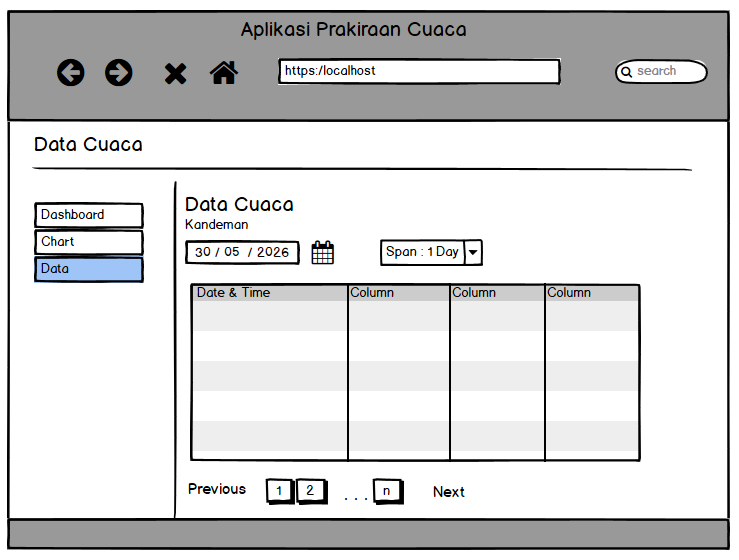 Aplikasi Prakiraan Cuaca
https:/localhost
search
Data Cuaca
Dashboard
Chart
Data
Data Cuaca
Kandeman
30 / 05 / 2026
Span : 1 Day
Date & Time Column Column Column
Previous 1 2 . . . n Next